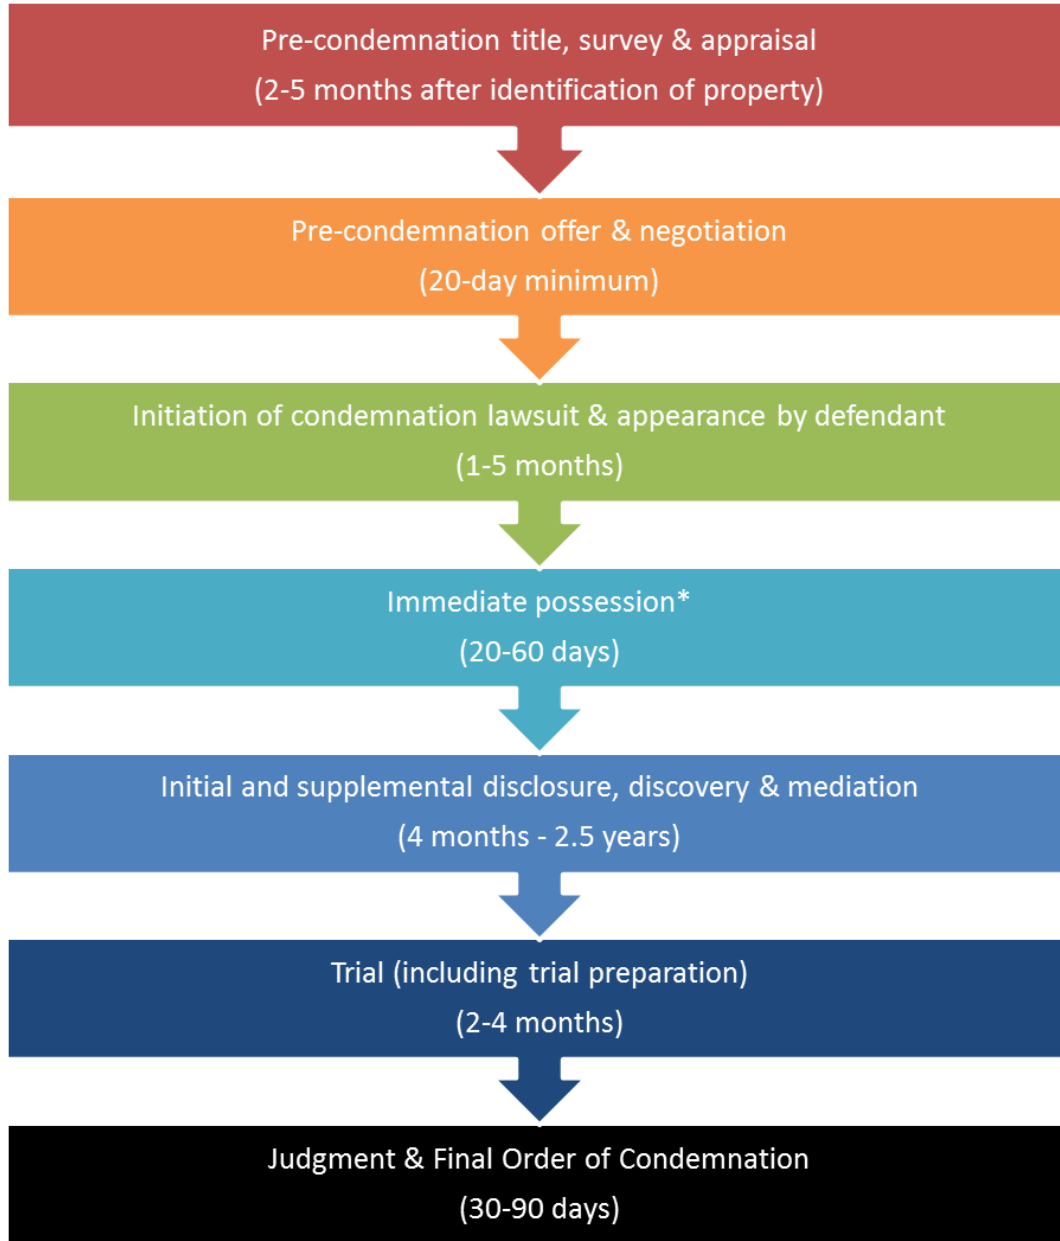 Pre-condemnation title, survey & appraisal
(2-5 months after identification of property)
Pre-condemnation offer & negotiation
(20-day minimum)
Initiation of condemnation lawsuit & appearance by defendant
(1-5 months)
Immediate possession*
(20-60 days)
Initial and supplemental disclosure, discovery & mediation
(4 months - 2.5 years)
Trial (including trial preparation)
(2-4 months)
Judgment & Final Order of Condemnation
(30-90 days)